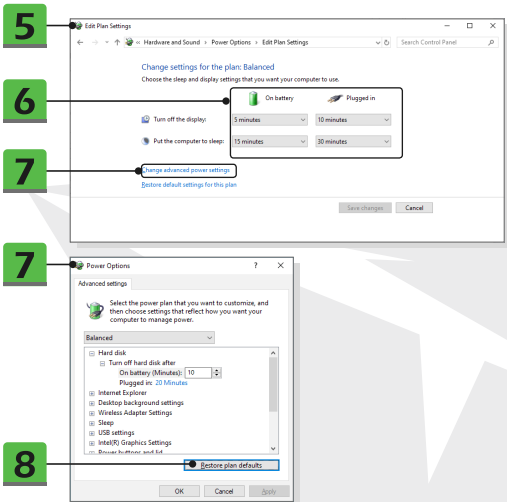 5
Edit Plan Settings
« Hardware and Sound › Power Options › Edit Plan Settings
Search Control Panel
Change settings for the plan: Balanced
Choose the sleep and display settings that you want your computer to use.
6
On battery Plugged in
Turn off the display: 5 minutes 10 minutes
Put the computer to sleep: 15 minutes 30 minutes
7
Change advanced power settings
Restore default settings for this plan
Save changes Cancel
7
Power Options ?
Advanced settings
Select the power plan that you want to customize, and
then choose settings that reflect how you want your
computer to manage power.
Balanced
Hard disk
Turn off hard disk after
On battery (Minutes): 10
Plugged in: 20 Minutes
Internet Explorer
Desktop background settings
Wireless Adapter Settings
Sleep
USB settings
Intel(R) Graphics Settings
Power buttons and lid
8
Restore plan defaults
OK Cancel Apply